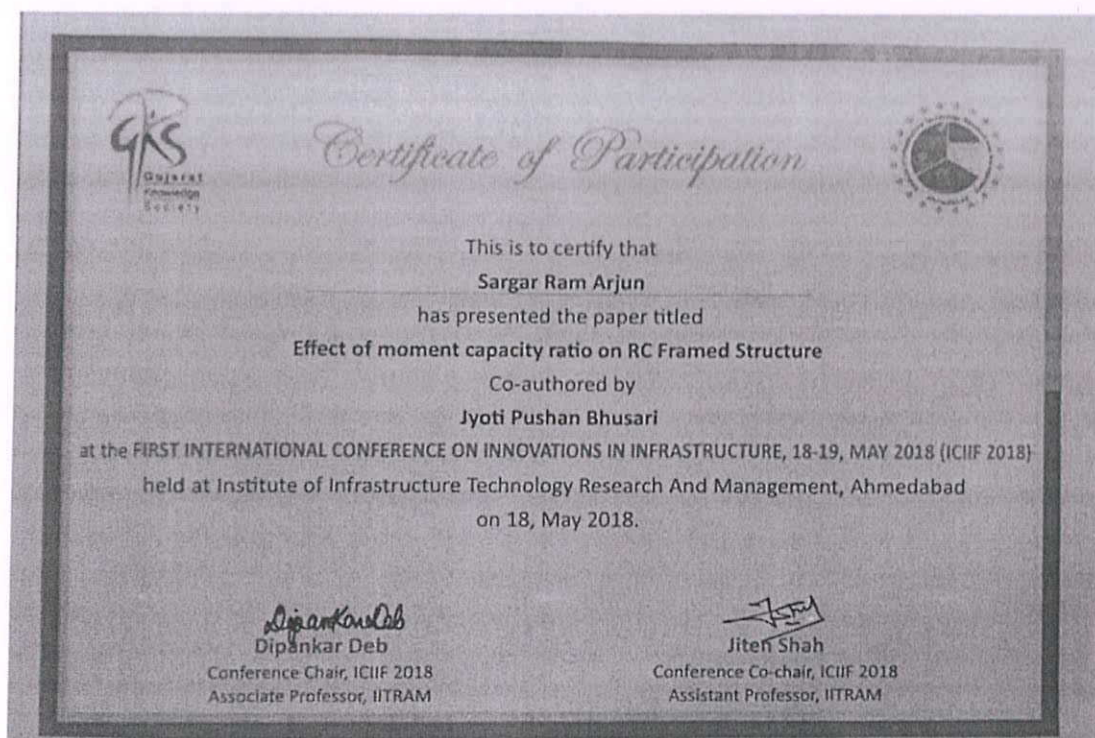 GKS
Gujarat
Knowledge
Society
Certificate of Participation
This is to certify that
Sargar Ram Arjun
has presented the paper titled
Effect of moment capacity ratio on RC Framed Structure
Co-authored by
Jyoti Pushan Bhusari
at the FIRST INTERNATIONAL CONFERENCE ON INNOVATIONS IN INFRASTRUCTURE, 18-19, MAY 2018 (ICIIF 2018)
held at Institute of Infrastructure Technology Research And Management, Ahmedabad
on 18, May 2018.
Dipankar Deb
Dipankar Deb
Conference Chair, ICIIF 2018
Associate Professor, IITRAM
Jiten Shah
Conference Co-chair, ICIIF 2018
Assistant Professor, IITRAM